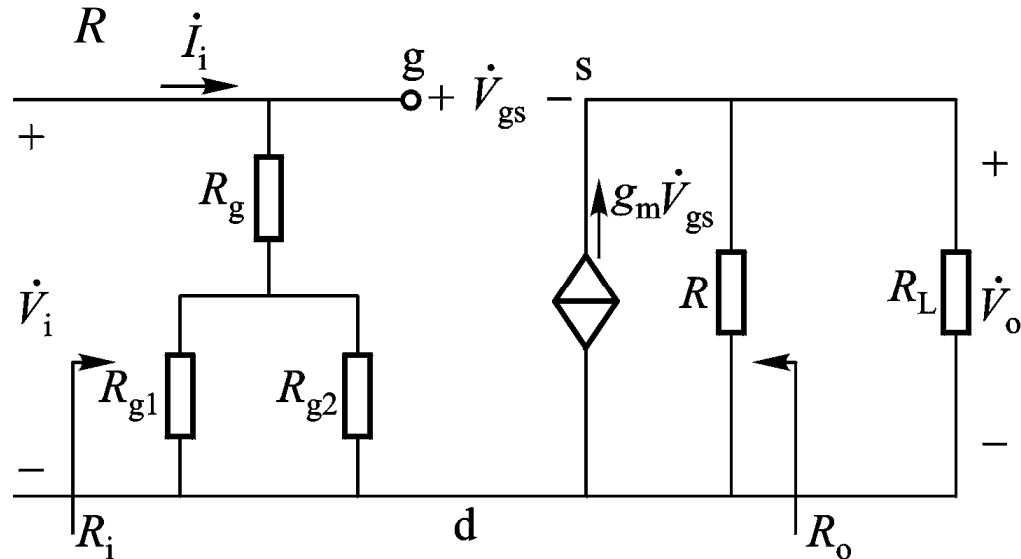 R
İ_i
g
+ V̇_gs −
s
+
R_g
g_m V̇_gs
+
V̇_i
R
R_L
V̇_o
R_g1
R_g2
−
−
R_i
d
R_o